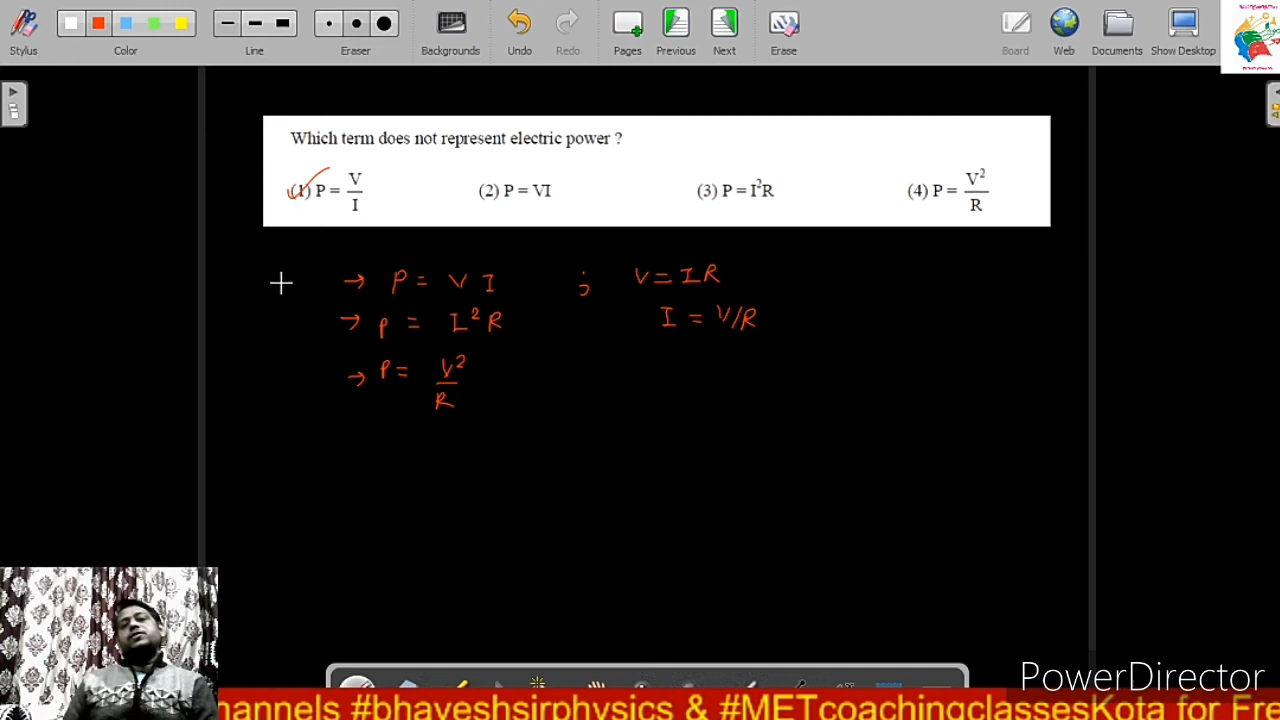 Stylus Color Line Eraser Backgrounds Undo Redo Pages Previous Next Erase Board Web Documents Show Desktop
Which term does not represent electric power ?
(1) P = V/I (2) P = VI (3) P = I²R (4) P = V²/R
→ P = V I ; V = I R
→ P = I² R I = V/R
→ P = V²/R
PowerDirector
hannels #bhaveshsirphysics & #METcoachingclassesKota for Fre